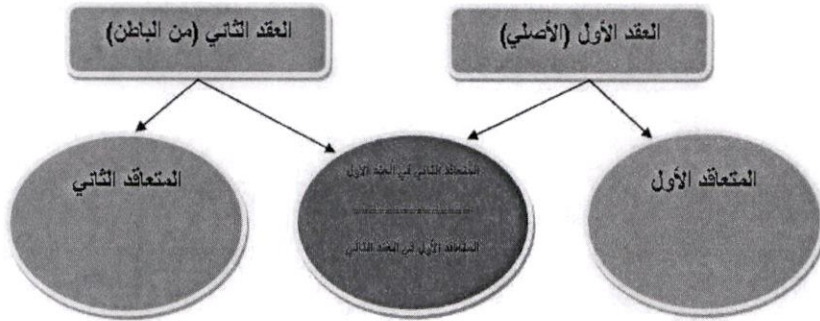 العقد الأول (الأصلي)
العقد الثاني (من الباطن)
المتعاقد الأول
المتعاقد الثاني في العقد الأول
المتعاقد الأول في العقد الثاني
المتعاقد الثاني